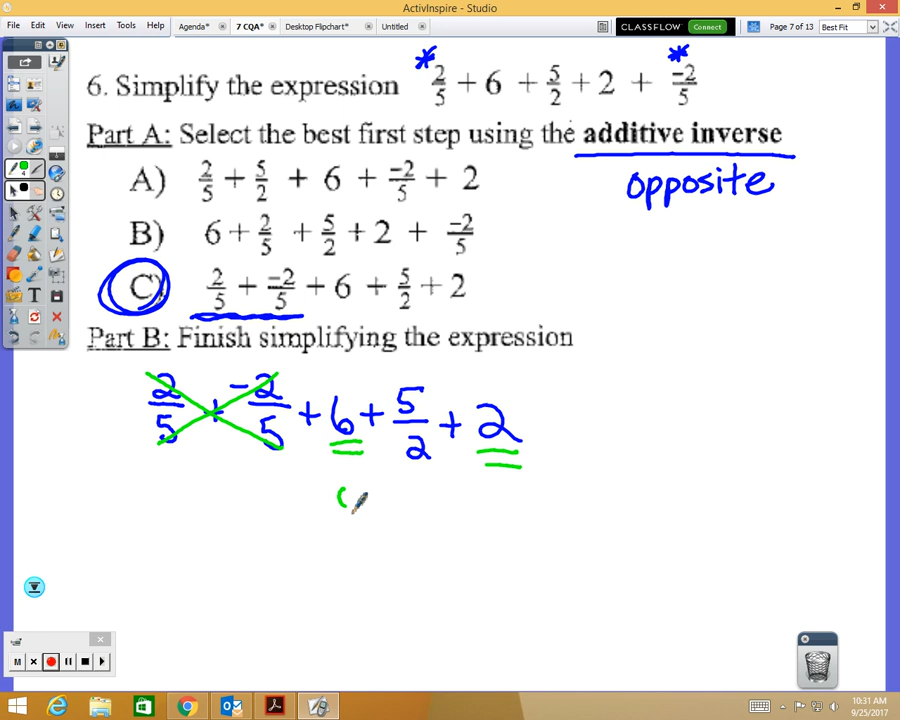 ActivInspire - Studio
File Edit View Insert Tools Help Agenda* 7 CQA* Desktop Flipchart* Untitled CLASSFLOW Connect Page 7 of 13 Best Fit
6. Simplify the expression * 2/5 + 6 + 5/2 + 2 + * -2/5
Part A: Select the best first step using the additive inverse
opposite
A) 2/5 + 5/2 + 6 + -2/5 + 2
B) 6 + 2/5 + 5/2 + 2 + -2/5
C) 2/5 + -2/5 + 6 + 5/2 + 2
Part B: Finish simplifying the expression
2/5 + -2/5 + 6 + 5/2 + 2
(
M
10:31 AM
9/25/2017